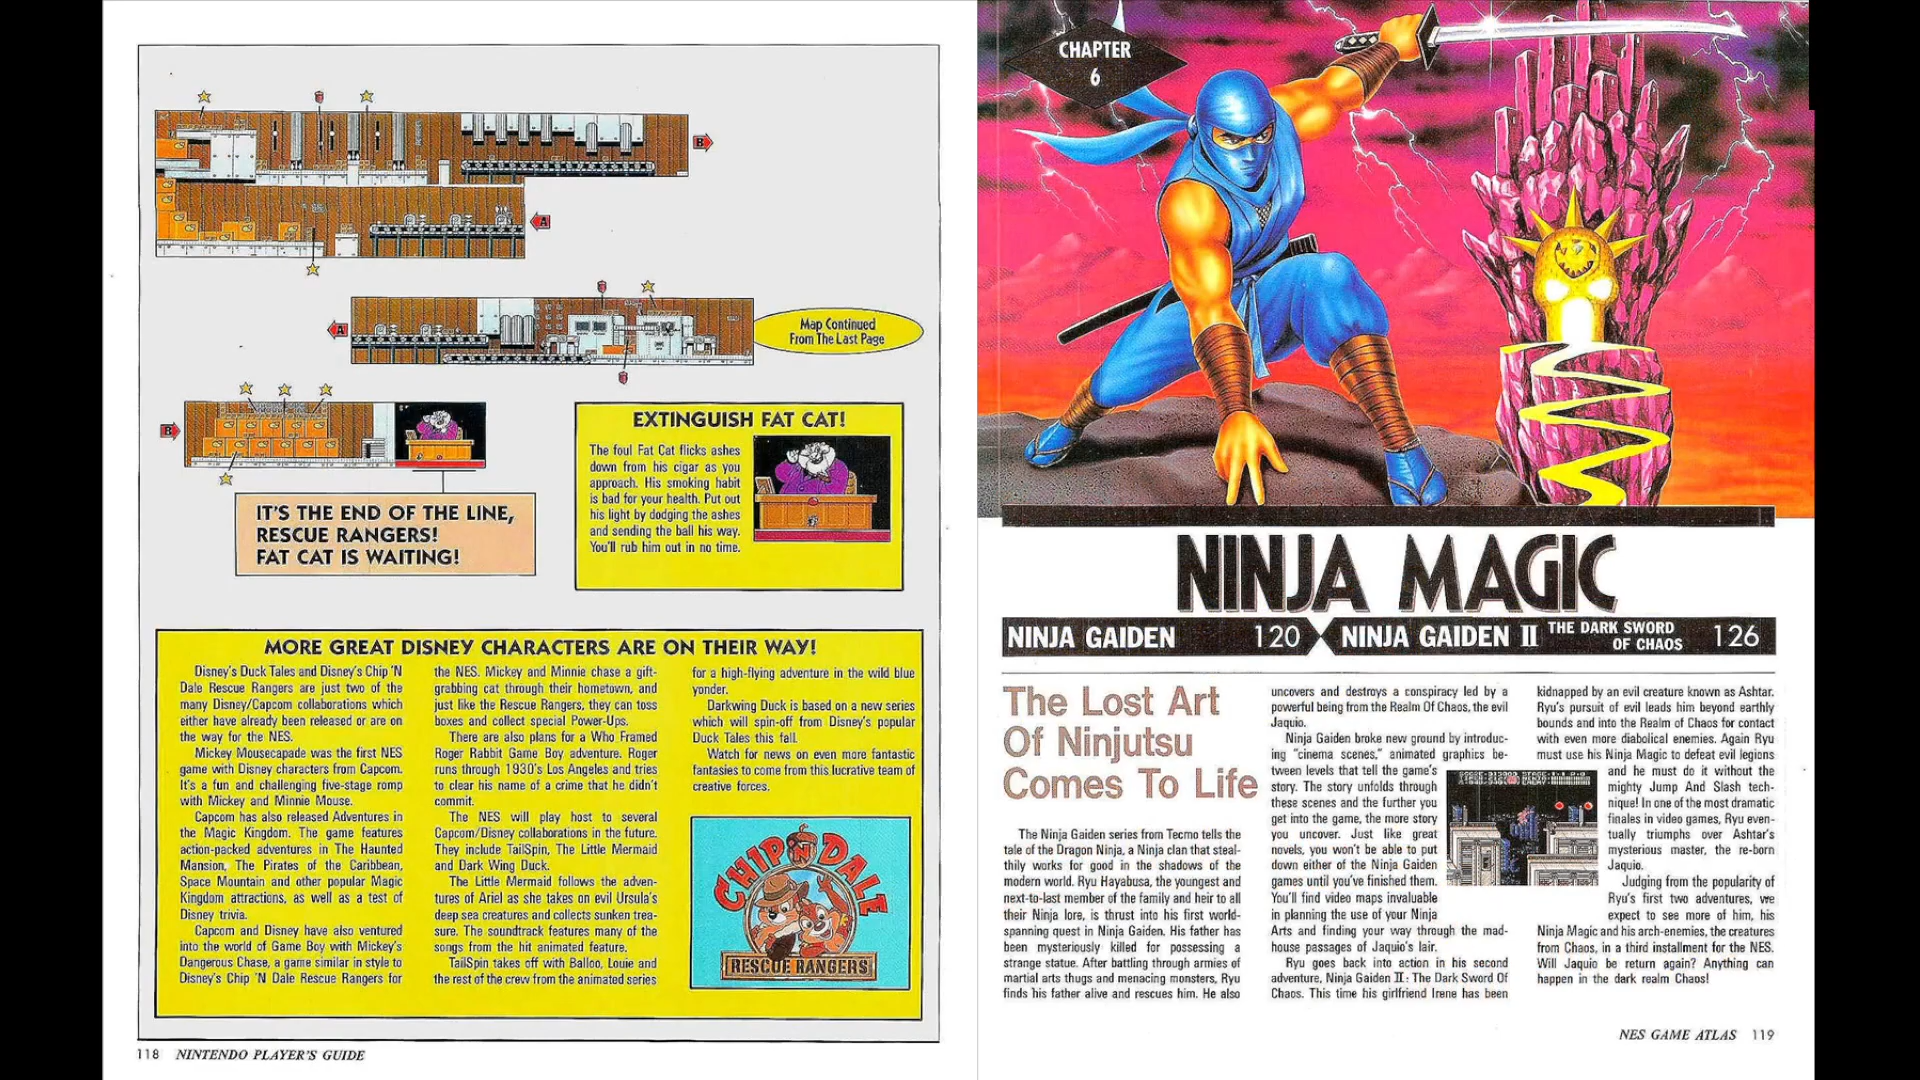 B
A
A
Map Continued
From The Last Page
B
IT'S THE END OF THE LINE,
RESCUE RANGERS!
FAT CAT IS WAITING!
EXTINGUISH FAT CAT!
The foul Fat Cat flicks ashes
down from his cigar as you
approach. His smoking habit
is bad for your health. Put out
his light by dodging the ashes
and sending the ball his way.
You'll rub him out in no time.
MORE GREAT DISNEY CHARACTERS ARE ON THEIR WAY!
Disney's Duck Tales and Disney's Chip 'N
Dale Rescue Rangers are just two of the
many Disney/Capcom collaborations which
either have already been released or are on
the way for the NES.
Mickey Mousecapade was the first NES
game with Disney characters from Capcom.
It's a fun and challenging five-stage romp
with Mickey and Minnie Mouse.
Capcom has also released Adventures in
the Magic Kingdom. The game features
action-packed adventures in The Haunted
Mansion, The Pirates of the Caribbean,
Space Mountain and other popular Magic
Kingdom attractions, as well as a test of
Disney trivia.
Capcom and Disney have also ventured
into the world of Game Boy with Mickey's
Dangerous Chase, a game similar in style to
Disney's Chip 'N Dale Rescue Rangers for
the NES. Mickey and Minnie chase a gift-
grabbing cat through their hometown, and
just like the Rescue Rangers, they can toss
boxes and collect special Power-Ups.
There are also plans for a Who Framed
Roger Rabbit Game Boy adventure. Roger
runs through 1930's Los Angeles and tries
to clear his name of a crime that he didn't
commit.
The NES will play host to several
Capcom/Disney collaborations in the future.
They include TailSpin, The Little Mermaid
and Dark Wing Duck.
The Little Mermaid follows the adven-
tures of Ariel as she takes on evil Ursula's
deep sea creatures and collects sunken trea-
sure. The soundtrack features many of the
songs from the hit animated feature.
TailSpin takes off with Balloo, Louie and
the rest of the crew from the animated series
for a high-flying adventure in the wild blue
yonder.
Darkwing Duck is based on a new series
which will spin-off from Disney's popular
Duck Tales this fall.
Watch for news on even more fantastic
fantasies to come from this lucrative team of
creative forces.
CHIP 'N DALE
RESCUE RANGERS
118 NINTENDO PLAYER'S GUIDE
CHAPTER
6
NINJA MAGIC
NINJA GAIDEN 120 NINJA GAIDEN II THE DARK SWORD OF CHAOS 126
The Lost Art
Of Ninjutsu
Comes To Life
The Ninja Gaiden series from Tecmo tells the
tale of the Dragon Ninja, a Ninja clan that steal-
thily works for good in the shadows of the
modern world. Ryu Hayabusa, the youngest and
next-to-last member of the family and heir to all
their Ninja lore, is thrust into his first world-
spanning quest in Ninja Gaiden. His father has
been mysteriously killed for possessing a
strange statue. After battling through armies of
martial arts thugs and menacing monsters, Ryu
finds his father alive and rescues him. He also
uncovers and destroys a conspiracy led by a
powerful being from the Realm Of Chaos, the evil
Jaquio.
Ninja Gaiden broke new ground by introduc-
ing "cinema scenes," animated graphics be-
tween levels that tell the game's
story. The story unfolds through
these scenes and the further you
get into the game, the more story
you uncover. Just like great
novels, you won't be able to put
down either of the Ninja Gaiden
games until you've finished them.
You'll find video maps invaluable
in planning the use of your Ninja
Arts and finding your way through the mad-
house passages of Jaquio's lair.
Ryu goes back into action in his second
adventure, Ninja Gaiden II: The Dark Sword Of
Chaos. This time his girlfriend Irene has been
kidnapped by an evil creature known as Ashtar.
Ryu's pursuit of evil leads him beyond earthly
bounds and into the Realm of Chaos for contact
with even more diabolical enemies. Again Ryu
must use his Ninja Magic to defeat evil legions
and he must do it without the
mighty Jump And Slash tech-
nique! In one of the most dramatic
finales in video games, Ryu even-
tually triumphs over Ashtar's
mysterious master, the re-born
Jaquio.
Judging from the popularity of
Ryu's first two adventures, we
expect to see more of him, his
Ninja Magic and his arch-enemies, the creatures
from Chaos, in a third installment for the NES.
Will Jaquio be return again? Anything can
happen in the dark realm Chaos!
NES GAME ATLAS 119